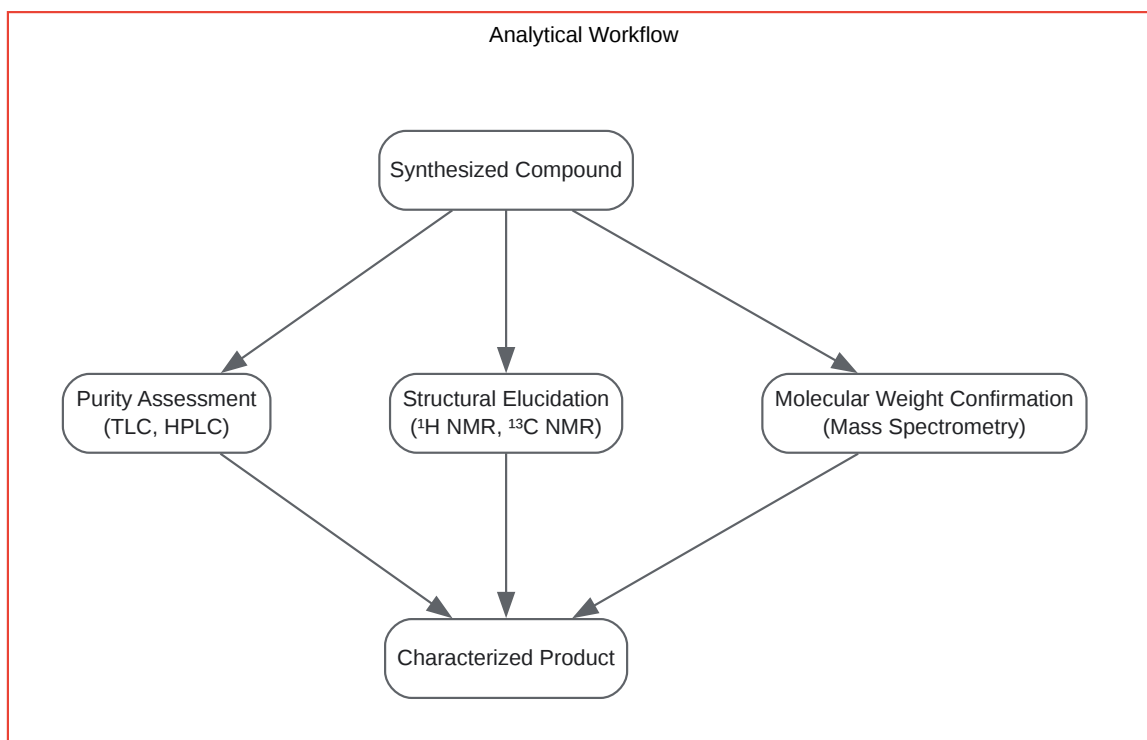 Analytical Workflow
Synthesized Compound
Purity Assessment
(TLC, HPLC)
Structural Elucidation
(¹H NMR, ¹³C NMR)
Molecular Weight Confirmation
(Mass Spectrometry)
Characterized Product